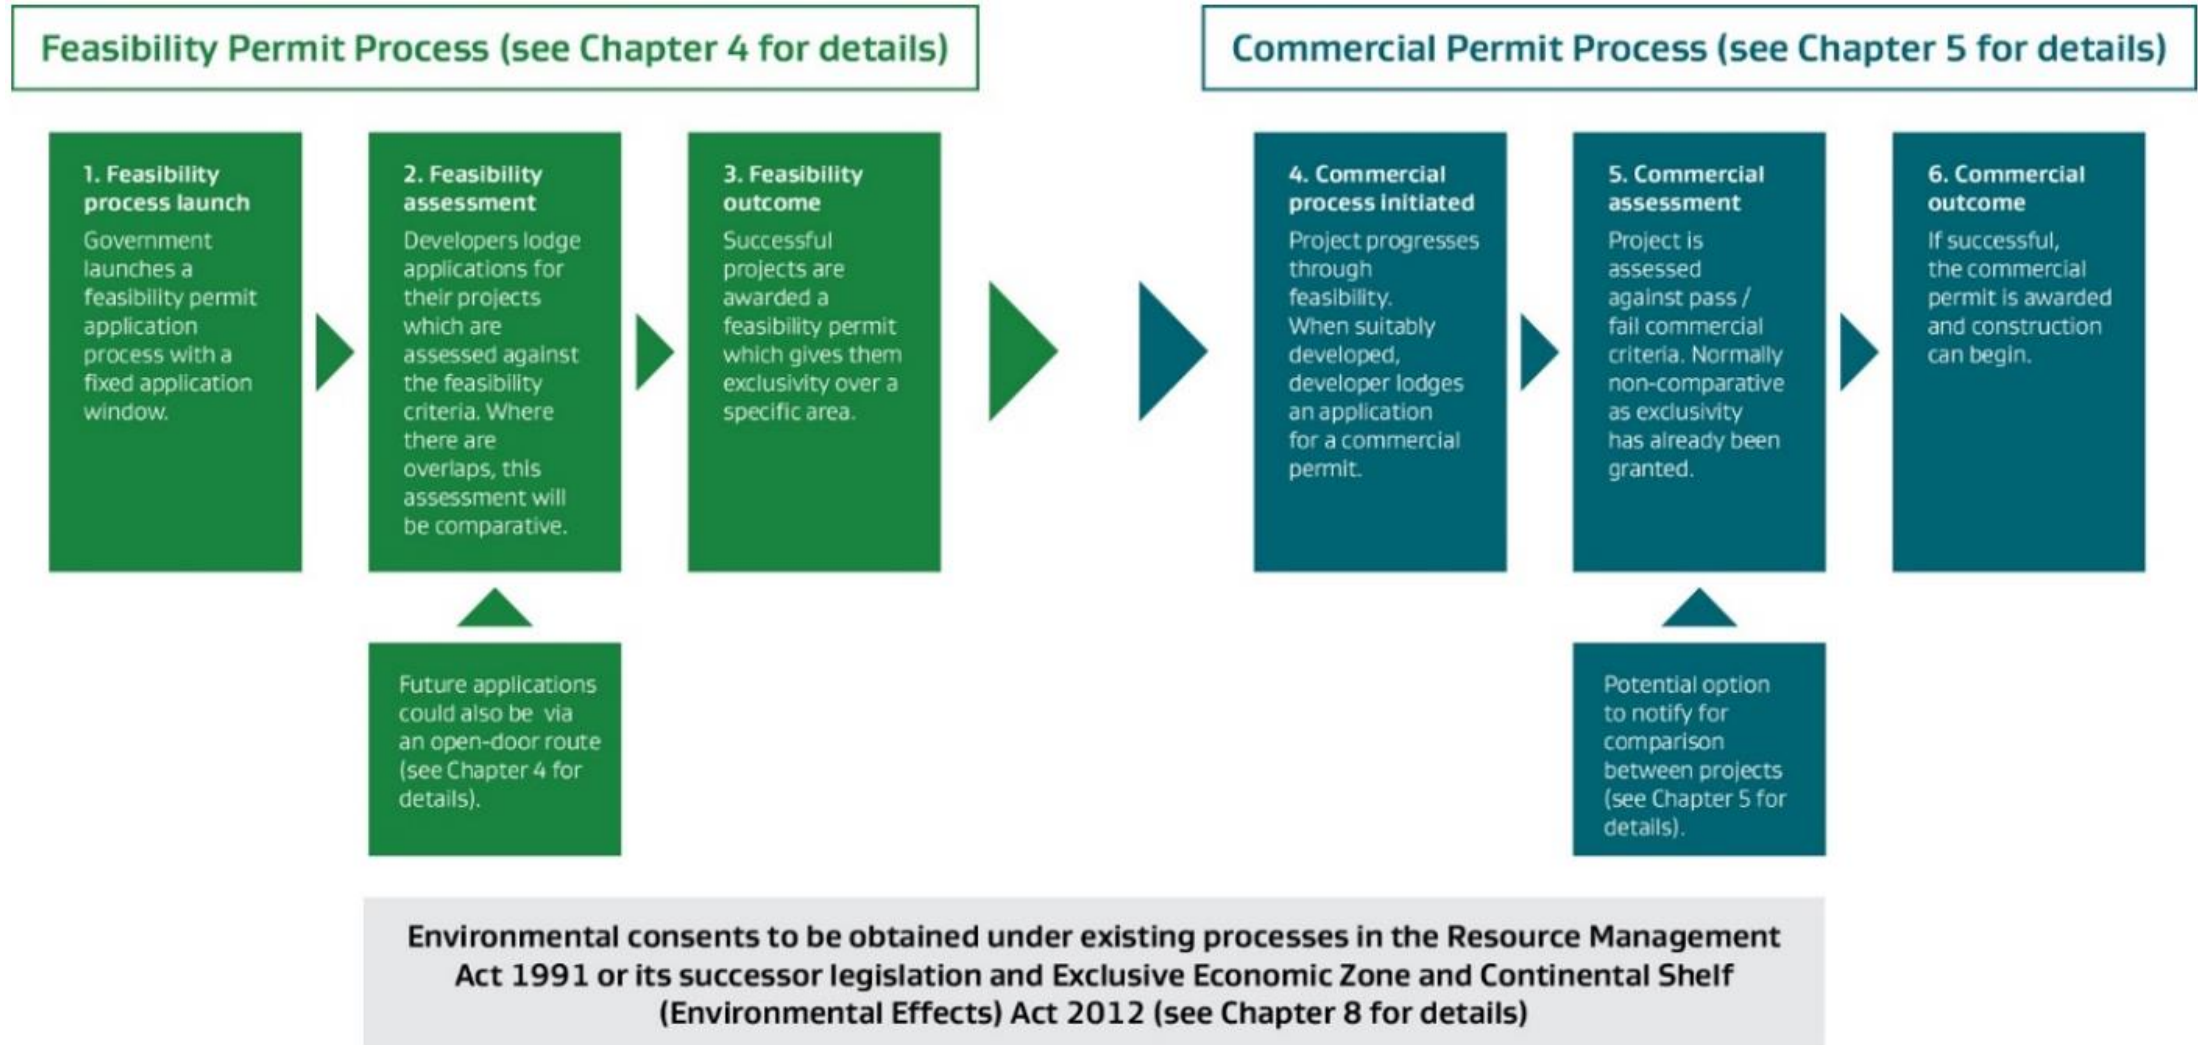 Feasibility Permit Process (see Chapter 4 for details)
1. Feasibility
process launch
Government
launches a
feasibility permit
application
process with a
fixed application
window.
2. Feasibility
assessment
Developers lodge
applications for
their projects
which are
assessed against
the feasibility
criteria. Where
there are
overlaps, this
assessment will
be comparative.
3. Feasibility
outcome
Successful
projects are
awarded a
feasibility permit
which gives them
exclusivity over a
specific area.
Future applications
could also be via
an open-door route
(see Chapter 4 for
details).
Commercial Permit Process (see Chapter 5 for details)
4. Commercial
process initiated
Project progresses
through
feasibility.
When suitably
developed,
developer lodges
an application
for a commercial
permit.
5. Commercial
assessment
Project is
assessed
against pass /
fail commercial
criteria. Normally
non-comparative
as exclusivity
has already been
granted.
6. Commercial
outcome
If successful,
the commercial
permit is awarded
and construction
can begin.
Potential option
to notify for
comparison
between projects
(see Chapter 5 for
details).
Environmental consents to be obtained under existing processes in the Resource Management
Act 1991 or its successor legislation and Exclusive Economic Zone and Continental Shelf
(Environmental Effects) Act 2012 (see Chapter 8 for details)